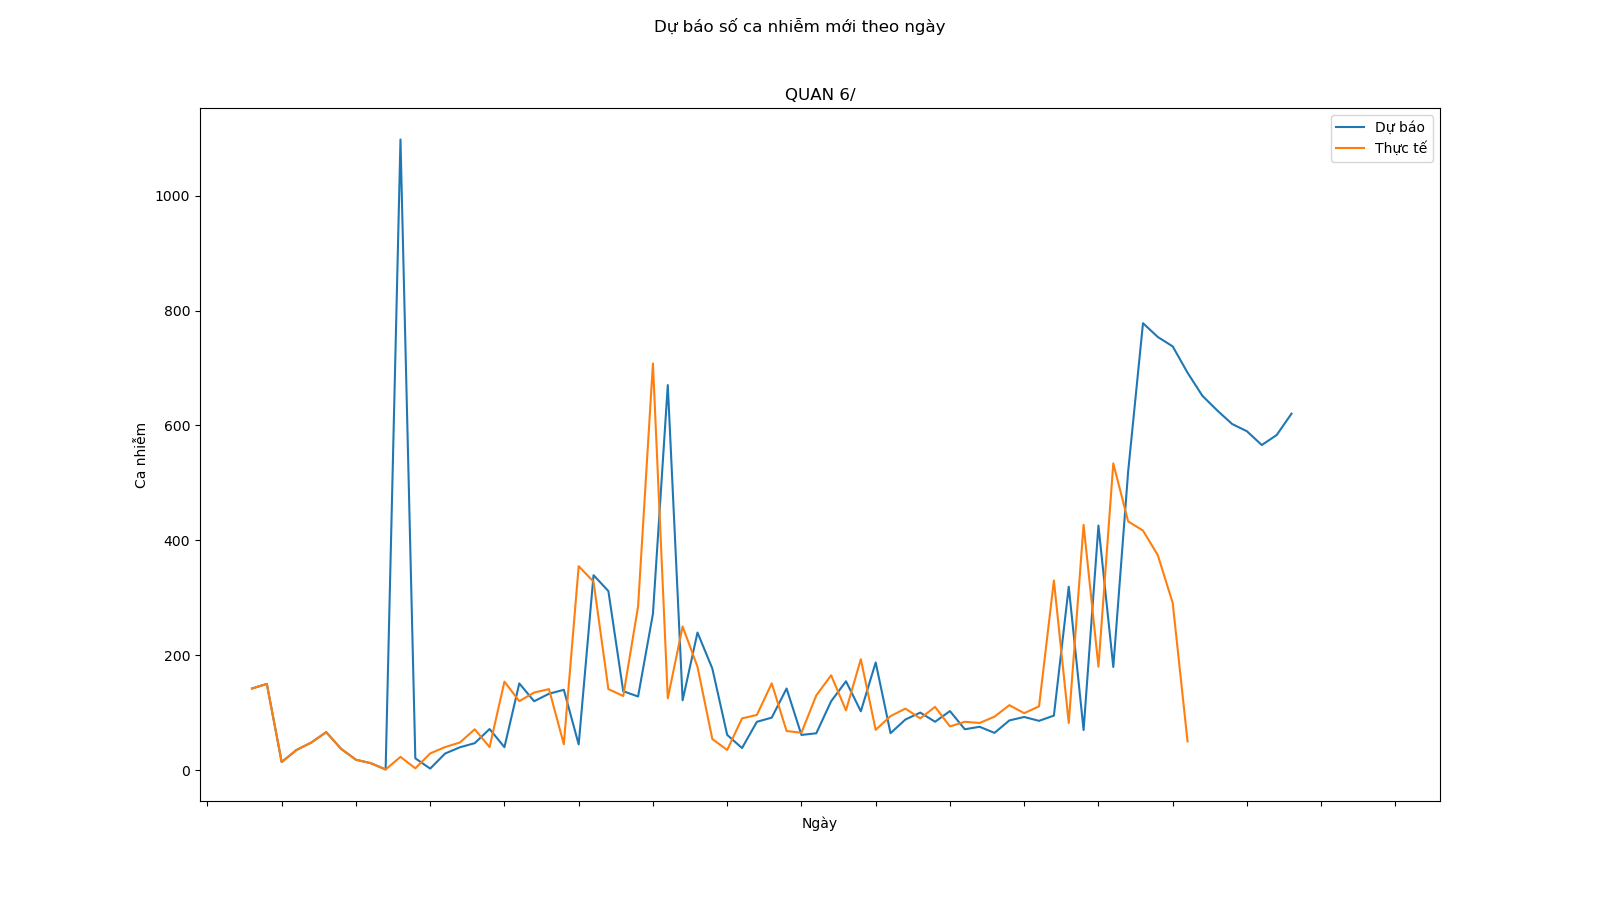 Dự báo số ca nhiễm mới theo ngày
QUAN 6/
Dự báo
Thực tế
1000
800
600
400
200
0
Ca nhiễm
Ngày